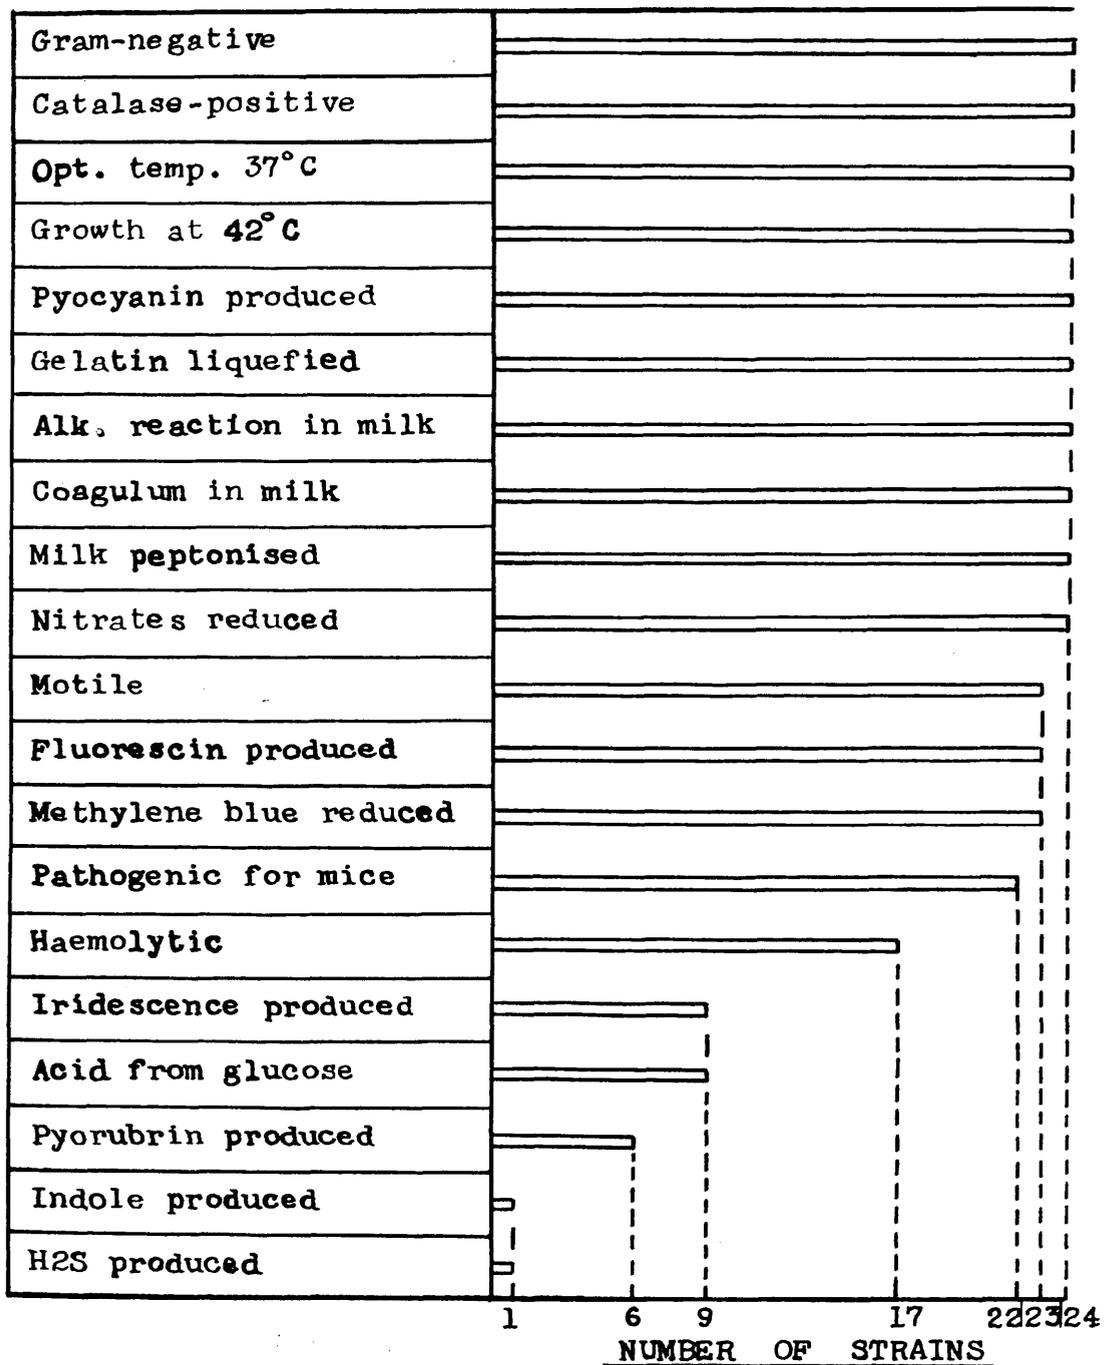 Gram-negative
Catalase-positive
Opt. temp. 37°C
Growth at 42°C
Pyocyanin produced
Gelatin liquefied
Alk. reaction in milk
Coagulum in milk
Milk peptonised
Nitrates reduced
Motile
Fluorescin produced
Methylene blue reduced
Pathogenic for mice
Haemolytic
Iridescence produced
Acid from glucose
Pyorubrin produced
Indole produced
H2S produced
1 6 9 17 22 23 24
NUMBER OF STRAINS